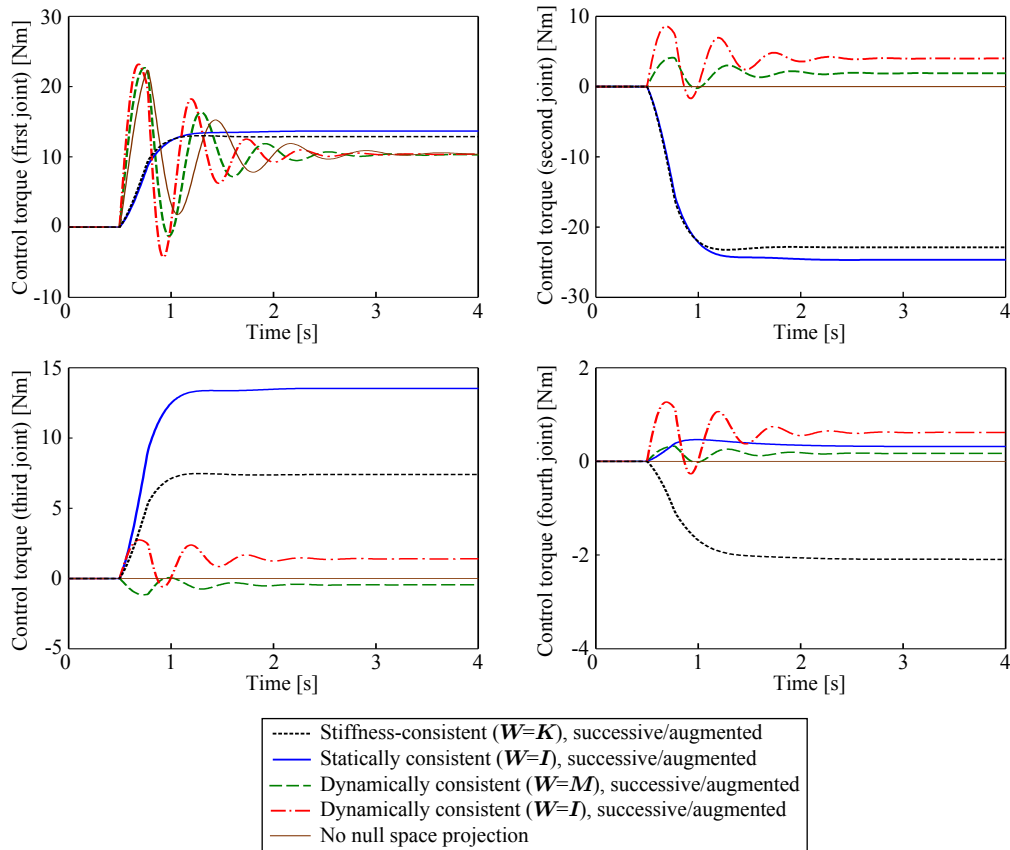 Control torque (first joint) [Nm]
30
20
10
0
-10
0 1 2 3 4
Time [s]
Control torque (second joint) [Nm]
10
0
-10
-20
-30
0 1 2 3 4
Time [s]
Control torque (third joint) [Nm]
15
10
5
0
-5
0 1 2 3 4
Time [s]
Control torque (fourth joint) [Nm]
2
0
-2
-4
0 1 2 3 4
Time [s]
Stiffness-consistent (W=K), successive/augmented
Statically consistent (W=I), successive/augmented
Dynamically consistent (W=M), successive/augmented
Dynamically consistent (W=I), successive/augmented
No null space projection